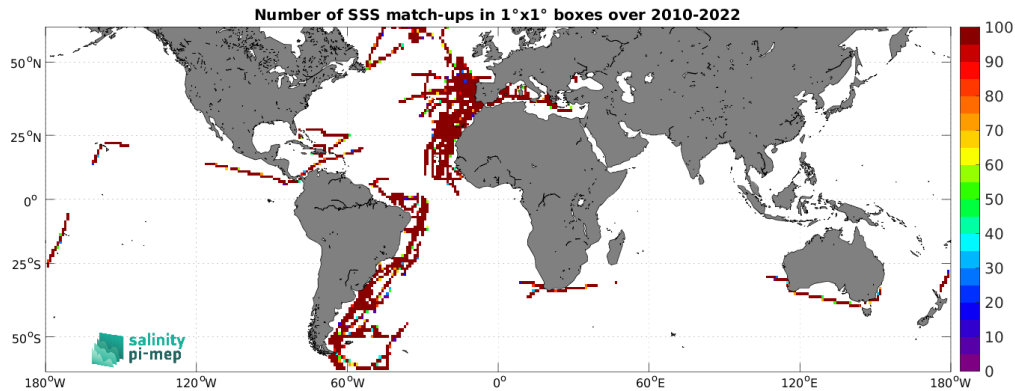 Number of SSS match-ups in 1°x1° boxes over 2010-2022
50°N
25°N
0°
25°S
50°S
180°W
120°W
60°W
0°
60°E
120°E
180°W
100
90
80
70
60
50
40
30
20
10
0
salinity
pi-mep